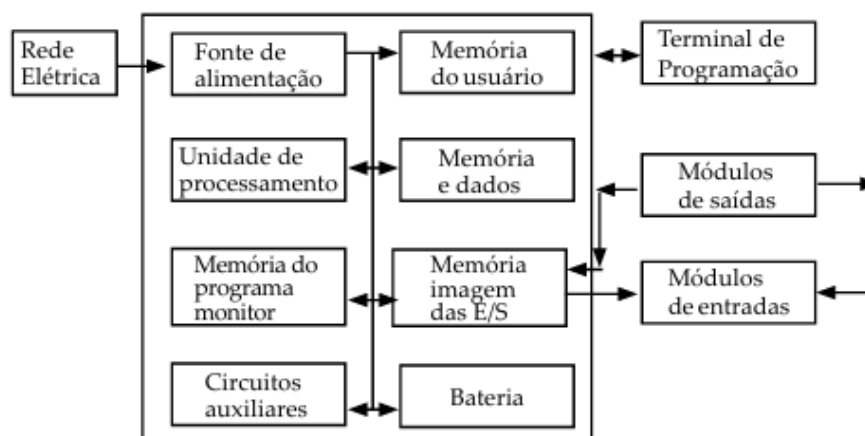 Rede
Elétrica
Fonte de
alimentação
Memória
do usuário
Terminal de
Programação
Unidade de
processamento
Memória
e dados
Módulos
de saídas
Memória do
programa
monitor
Memória
imagem
das E/S
Módulos
de entradas
Circuitos
auxiliares
Bateria